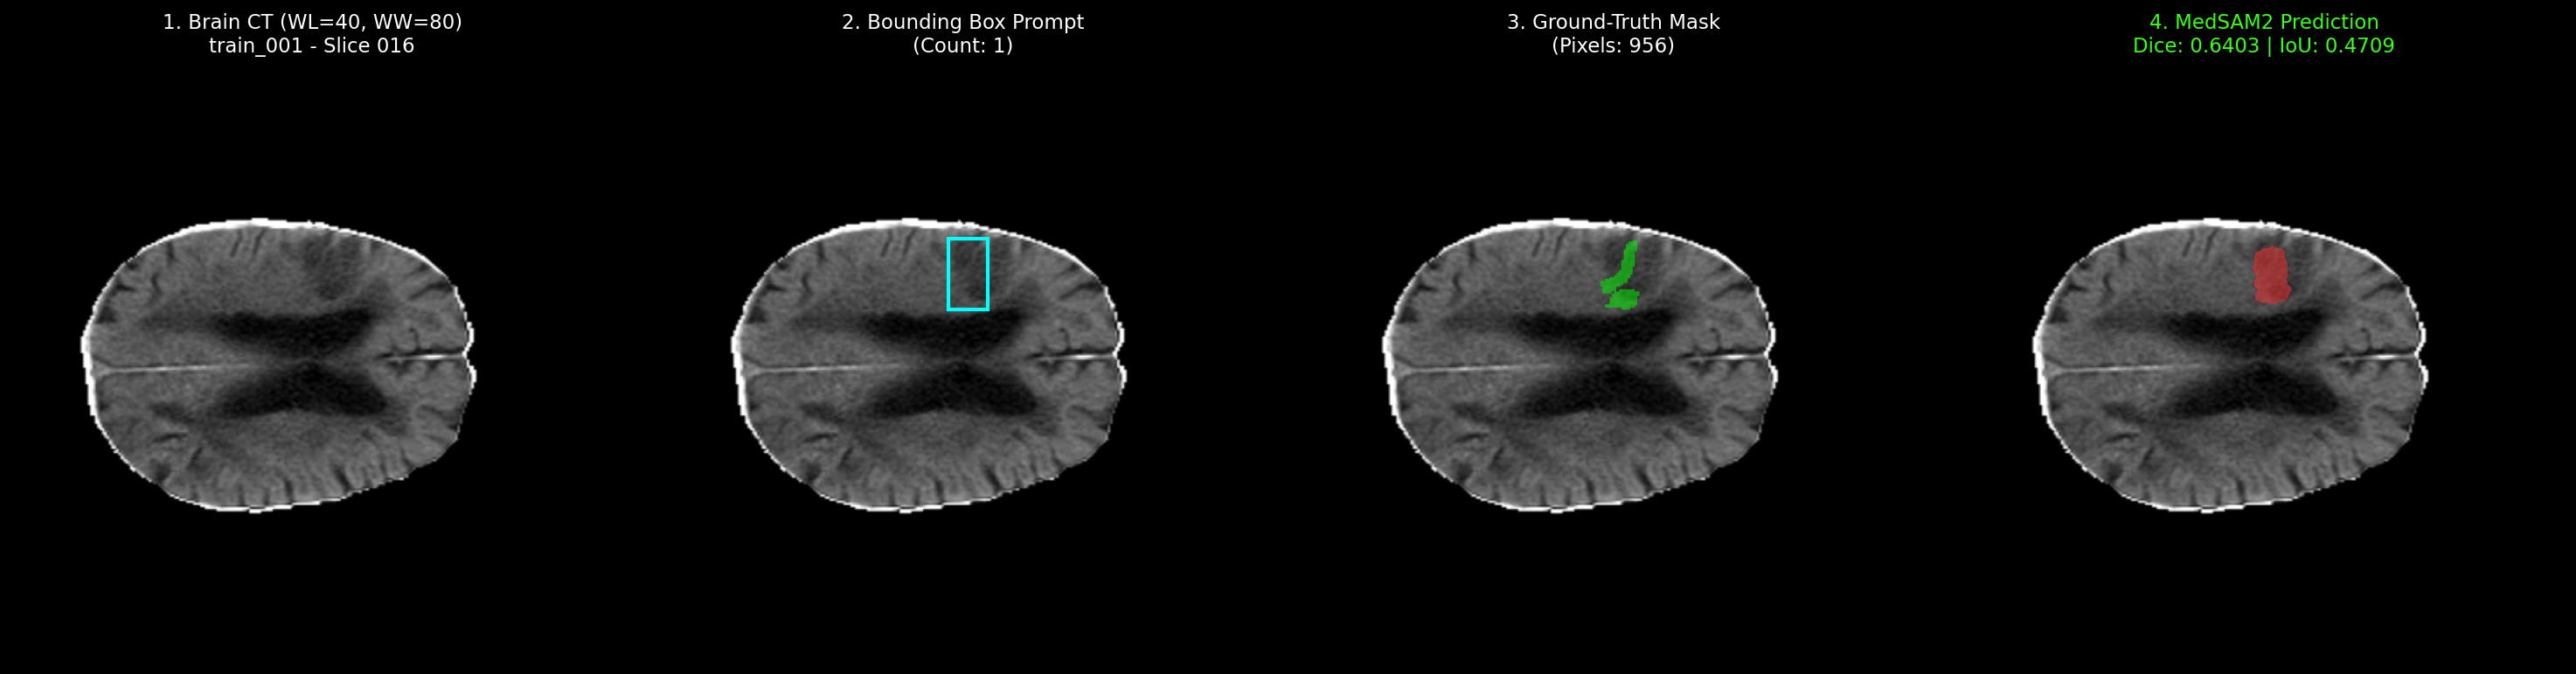 1. Brain CT (WL=40, WW=80)
train_001 - Slice 016
2. Bounding Box Prompt
(Count: 1)
3. Ground-Truth Mask
(Pixels: 956)
4. MedSAM2 Prediction
Dice: 0.6403 | IoU: 0.4709